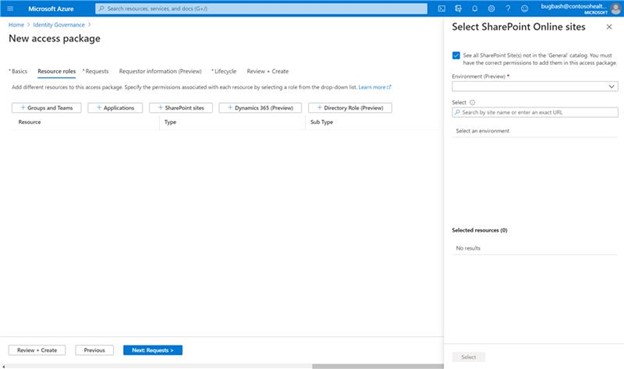 Microsoft Azure
Search resources, services, and docs (G+/)
bugbash@contosohealt...
MICROSOFT
Home > Identity Governance >
New access package
* Basics Resource roles * Requests Requestor information (Preview) * Lifecycle Review + Create
Add different resources to this access package. Specify the permissions associated with each resource by selecting a role from the drop-down list. Learn more
+ Groups and Teams + Applications + SharePoint sites + Dynamics 365 (Preview) + Directory Role (Preview)
Resource Type Sub Type
Review + Create Previous Next: Requests >
Select SharePoint Online sites
See all SharePoint Site(s) not in the 'General' catalog. You must
have the correct permissions to add them in this access package.
Environment (Preview) *
Select
Search by site name or enter an exact URL
Select an environment
Selected resources (0)
No results
Select